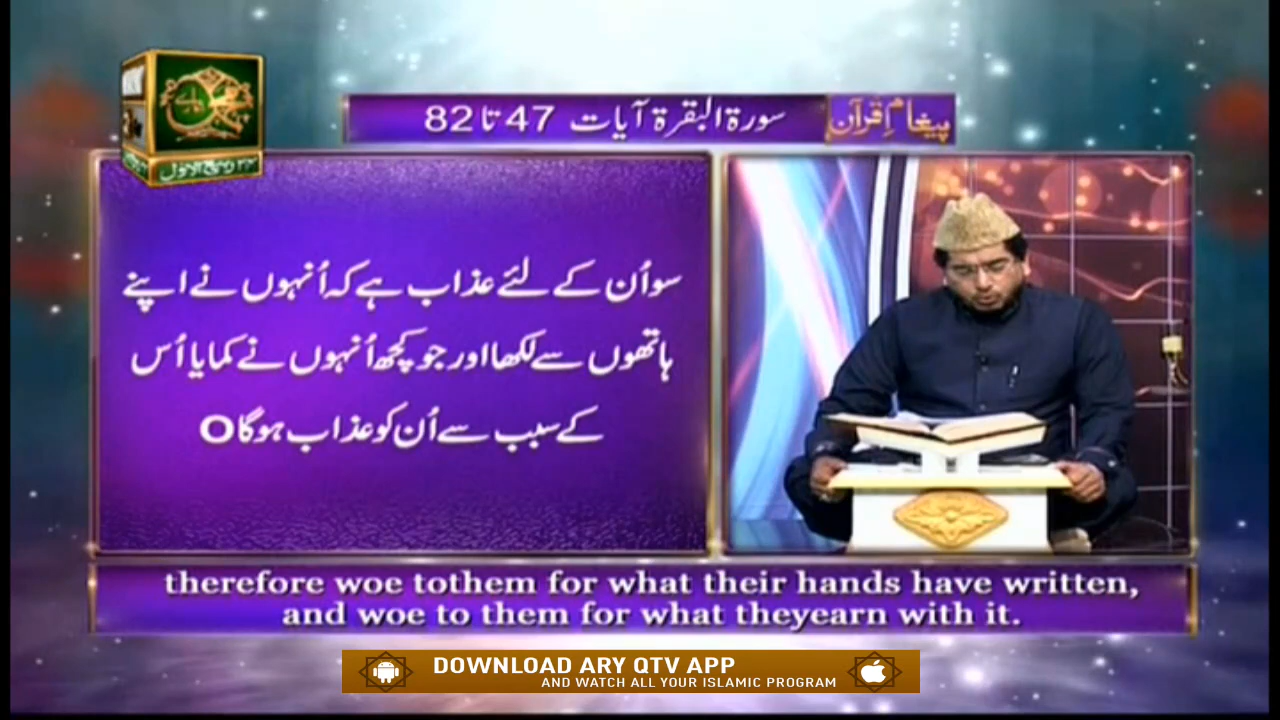 پیغامِ قرآن
سورۃ البقرۃ آیات 47 تا 82
سو اُن کے لئے عذاب ہے کہ اُنہوں نے اپنے
ہاتھوں سے لکھا اور جو کچھ اُنہوں نے کمایا اُس
کے سبب سے اُن کو عذاب ہوگا O
therefore woe tothem for what their hands have written,
and woe to them for what theyearn with it.
DOWNLOAD ARY QTV APP
AND WATCH ALL YOUR ISLAMIC PROGRAM